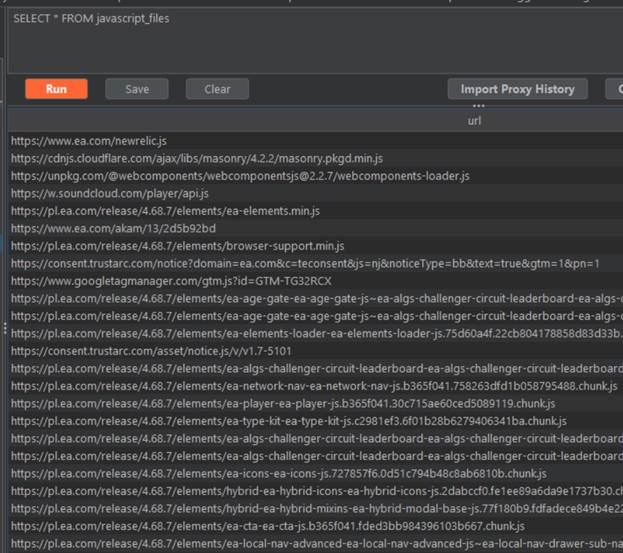 SELECT * FROM javascript_files
Run Save Clear Import Proxy History
url
https://www.ea.com/newrelic.js
https://cdnjs.cloudflare.com/ajax/libs/masonry/4.2.2/masonry.pkgd.min.js
https://unpkg.com/@webcomponents/webcomponentsjs@2.2.7/webcomponents-loader.js
https://w.soundcloud.com/player/api.js
https://pl.ea.com/release/4.68.7/elements/ea-elements.min.js
https://www.ea.com/akam/13/2d5b92bd
https://pl.ea.com/release/4.68.7/elements/browser-support.min.js
https://consent.trustarc.com/notice?domain=ea.com&c=teconsent&js=nj&noticeType=bb&text=true&gtm=1&pn=1
https://www.googletagmanager.com/gtm.js?id=GTM-TG32RCX
https://pl.ea.com/release/4.68.7/elements/ea-age-gate-ea-age-gate-js~ea-algs-challenger-circuit-leaderboard-ea-algs-c
https://pl.ea.com/release/4.68.7/elements/ea-age-gate-ea-age-gate-js~ea-algs-challenger-circuit-leaderboard-ea-algs-c
https://pl.ea.com/release/4.68.7/elements/ea-elements-loader-ea-elements-loader-js.75d60a4f.22cb804178858d83d33b.
https://consent.trustarc.com/asset/notice.js/v/v1.7-5101
https://pl.ea.com/release/4.68.7/elements/ea-algs-challenger-circuit-leaderboard-ea-algs-challenger-circuit-leaderboard
https://pl.ea.com/release/4.68.7/elements/ea-network-nav-ea-network-nav-js.b365f041.758263dfd1b058795488.chunk.js
https://pl.ea.com/release/4.68.7/elements/ea-player-ea-player-js.b365f041.30c715ae60ced5089119.chunk.js
https://pl.ea.com/release/4.68.7/elements/ea-type-kit-ea-type-kit-js.c2981ef3.6f01b28b6279406341ba.chunk.js
https://pl.ea.com/release/4.68.7/elements/ea-algs-challenger-circuit-leaderboard-ea-algs-challenger-circuit-leaderboard
https://pl.ea.com/release/4.68.7/elements/ea-algs-challenger-circuit-leaderboard-ea-algs-challenger-circuit-leaderboard
https://pl.ea.com/release/4.68.7/elements/ea-icons-ea-icons-js.727857f6.0d51c794b48c8ab6810b.chunk.js
https://pl.ea.com/release/4.68.7/elements/hybrid-ea-hybrid-icons-ea-hybrid-icons-js.2dabccf0.fe1ee89a6da9e1737b30.ch
https://pl.ea.com/release/4.68.7/elements/hybrid-ea-hybrid-mixins-ea-hybrid-modal-base-js.77f180b9.fdfadece849b4e22
https://pl.ea.com/release/4.68.7/elements/ea-cta-ea-cta-js.b365f041.fded3bb984396103b667.chunk.js
https://pl.ea.com/release/4.68.7/elements/ea-local-nav-advanced-ea-local-nav-advanced-js~ea-local-nav-drawer-sub-na